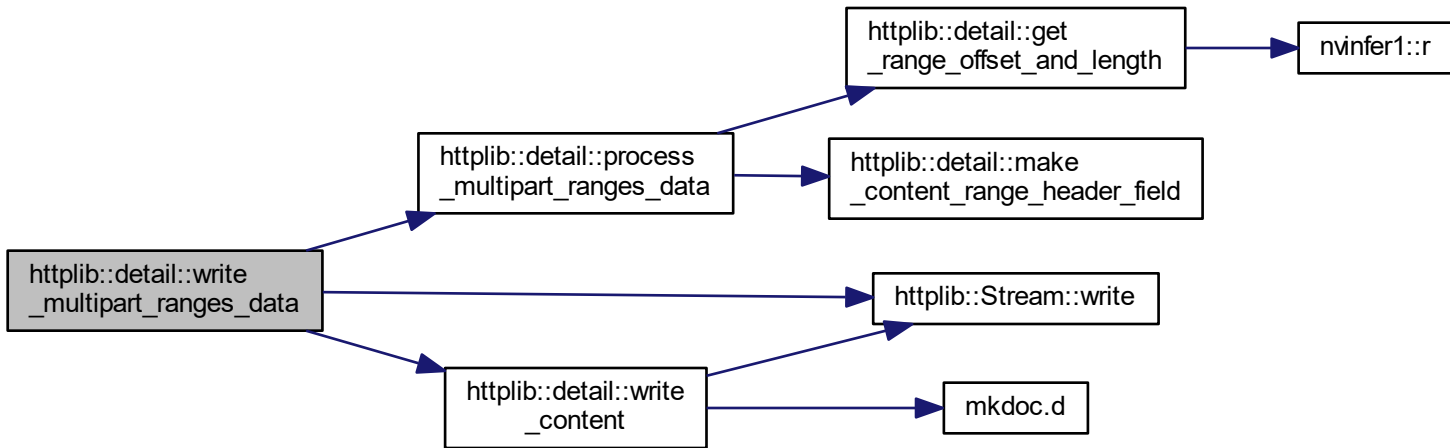 httplib::detail::get
_range_offset_and_length
nvinfer1::r
httplib::detail::process
_multipart_ranges_data
httplib::detail::make
_content_range_header_field
httplib::detail::write
_multipart_ranges_data
httplib::Stream::write
httplib::detail::write
_content
mkdoc.d